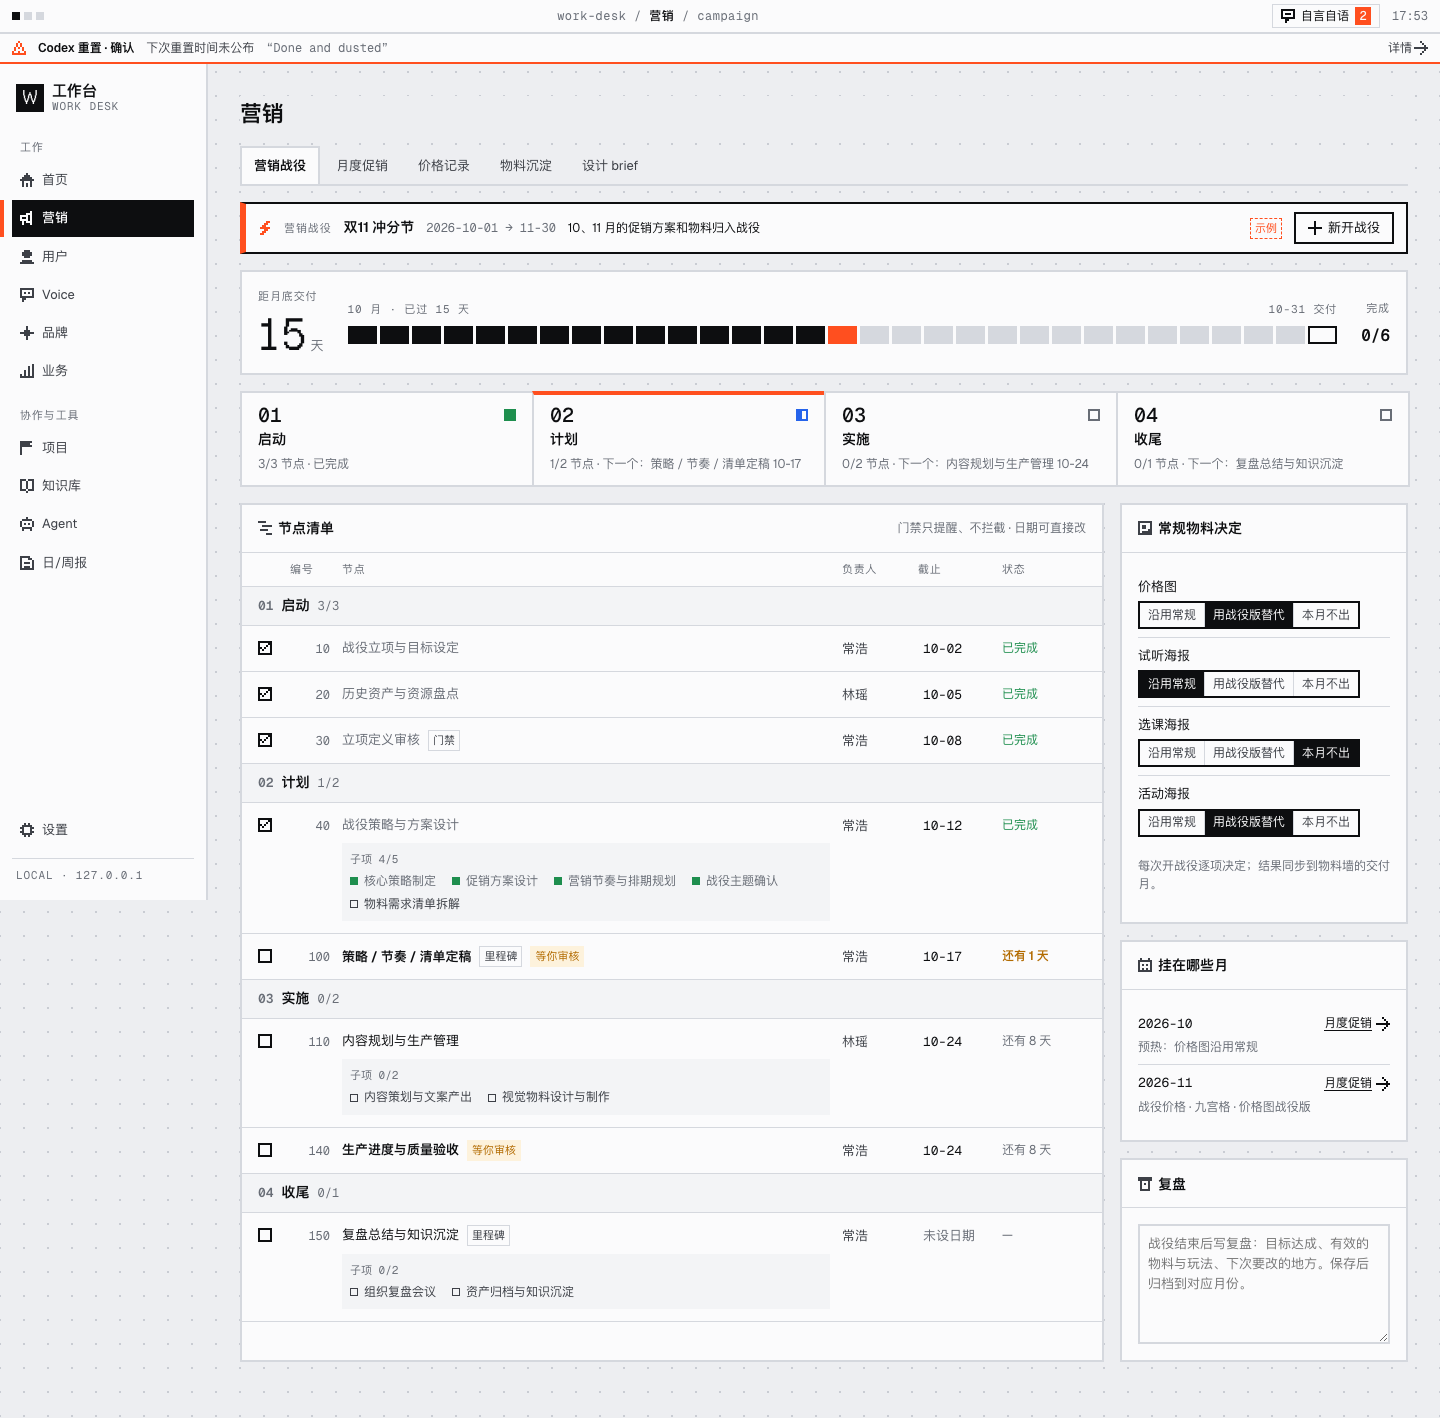 work-desk / 营销 / campaign
自言自语 2
17:53
Codex 重置·确认 下次重置时间未公布 “Done and dusted”
详情
W
工作台
WORK DESK
工作
首页
营销
用户
Voice
品牌
业务
协作与工具
项目
知识库
Agent
日/周报
设置
LOCAL · 127.0.0.1
营销
营销战役 月度促销 价格记录 物料沉淀 设计 brief
营销战役 双11 冲分节 2026-10-01 → 11-30 10、11 月的促销方案和物料归入战役
示例
新开战役
距月底交付
15 天
10 月 · 已过 15 天
10-31 交付
完成
0/6
01
启动
3/3 节点·已完成
02
计划
1/2 节点·下一个：策略 / 节奏 / 清单定稿 10-17
03
实施
0/2 节点·下一个：内容规划与生产管理 10-24
04
收尾
0/1 节点·下一个：复盘总结与知识沉淀
节点清单
门禁只提醒、不拦截·日期可直接改
编号 节点 负责人 截止 状态
01 启动 3/3
10 战役立项与目标设定 常浩 10-02 已完成
20 历史资产与资源盘点 林瑶 10-05 已完成
30 立项定义审核 门禁 常浩 10-08 已完成
02 计划 1/2
40 战役策略与方案设计 常浩 10-12 已完成
子项 4/5
核心策略制定 促销方案设计 营销节奏与排期规划 战役主题确认
物料需求清单拆解
100 策略 / 节奏 / 清单定稿 里程碑 等你审核 常浩 10-17 还有 1 天
03 实施 0/2
110 内容规划与生产管理 林瑶 10-24 还有 8 天
子项 0/2
内容策划与文案产出 视觉物料设计与制作
140 生产进度与质量验收 等你审核 常浩 10-24 还有 8 天
04 收尾 0/1
150 复盘总结与知识沉淀 里程碑 常浩 未设日期 —
子项 0/2
组织复盘会议 资产归档与知识沉淀
常规物料决定
价格图
沿用常规 用战役版替代 本月不出
试听海报
沿用常规 用战役版替代 本月不出
选课海报
沿用常规 用战役版替代 本月不出
活动海报
沿用常规 用战役版替代 本月不出
每次开战役逐项决定；结果同步到物料墙的交付
月。
挂在哪些月
2026-10 月度促销
预热：价格图沿用常规
2026-11 月度促销
战役价格·九宫格·价格图战役版
复盘
战役结束后写复盘：目标达成、有效的
物料与玩法、下次要改的地方。保存后
归档到对应月份。